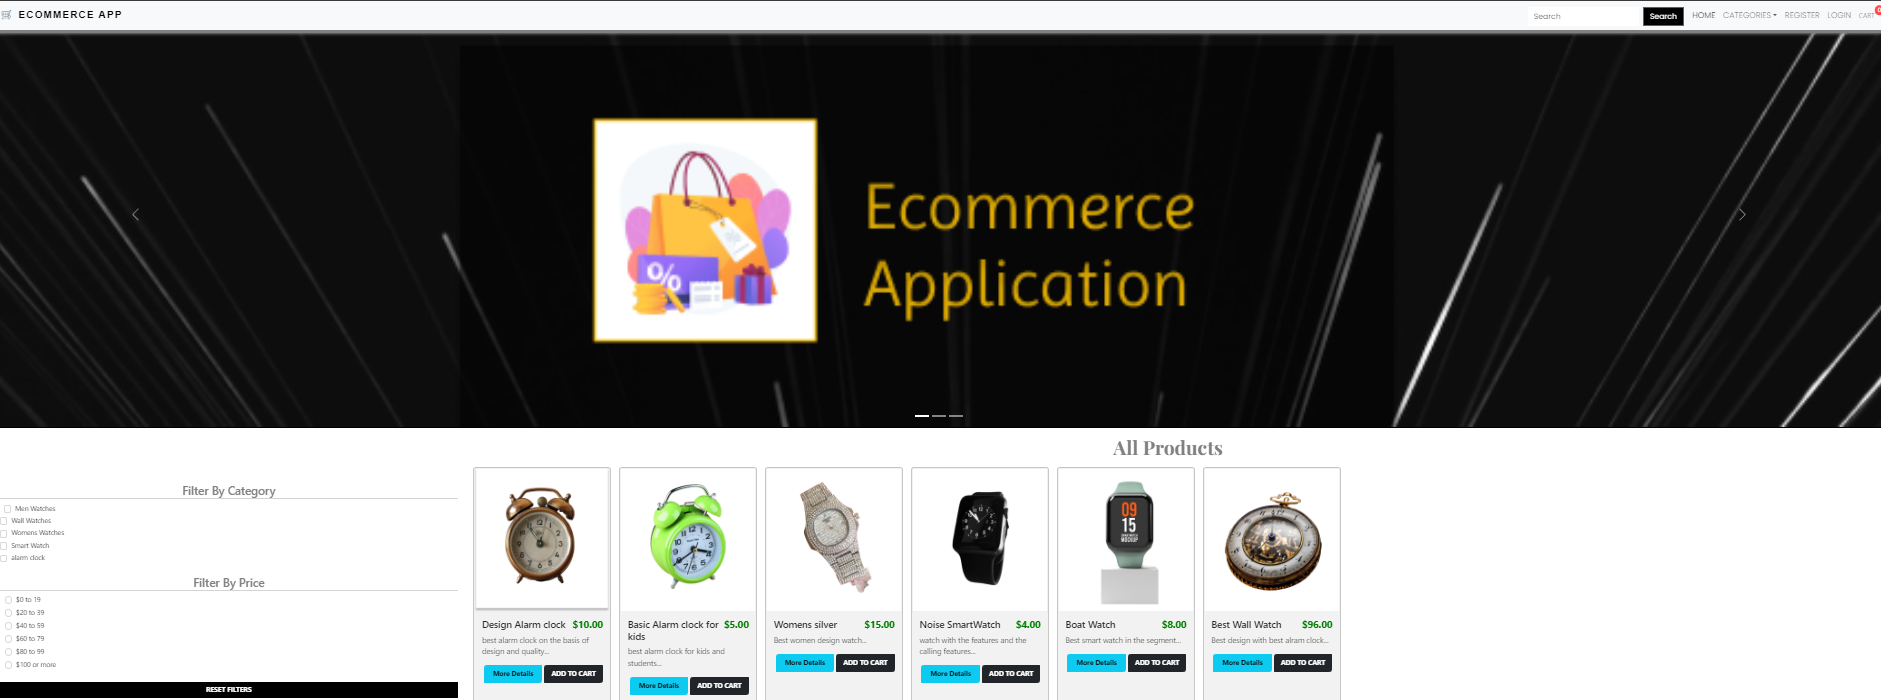 ECOMMERCE APP
Search
Search
HOME
CATEGORIES
REGISTER
LOGIN
CART
Ecommerce
Application
%
All Products
Filter By Category
Men Watches
Wall Watches
Womens Watches
Smart Watch
alarm clock
Filter By Price
$0 to 19
$20 to 39
$40 to 59
$60 to 79
$80 to 99
$100 or more
RESET FILTERS
Design Alarm clock $10.00
best alarm clock on the basis of
design and quality...
More Details ADD TO CART
Basic Alarm clock for $5.00
kids
best alarm clock for kids and
students...
More Details ADD TO CART
Womens silver $15.00
Best women design watch...
More Details ADD TO CART
Noise SmartWatch $4.00
watch with the features and the
calling features...
More Details ADD TO CART
09
15
WATCH
MOCKUP
Boat Watch $8.00
Best smart watch in the segment...
More Details ADD TO CART
Best Wall Watch $96.00
Best design with best alram clock...
More Details ADD TO CART